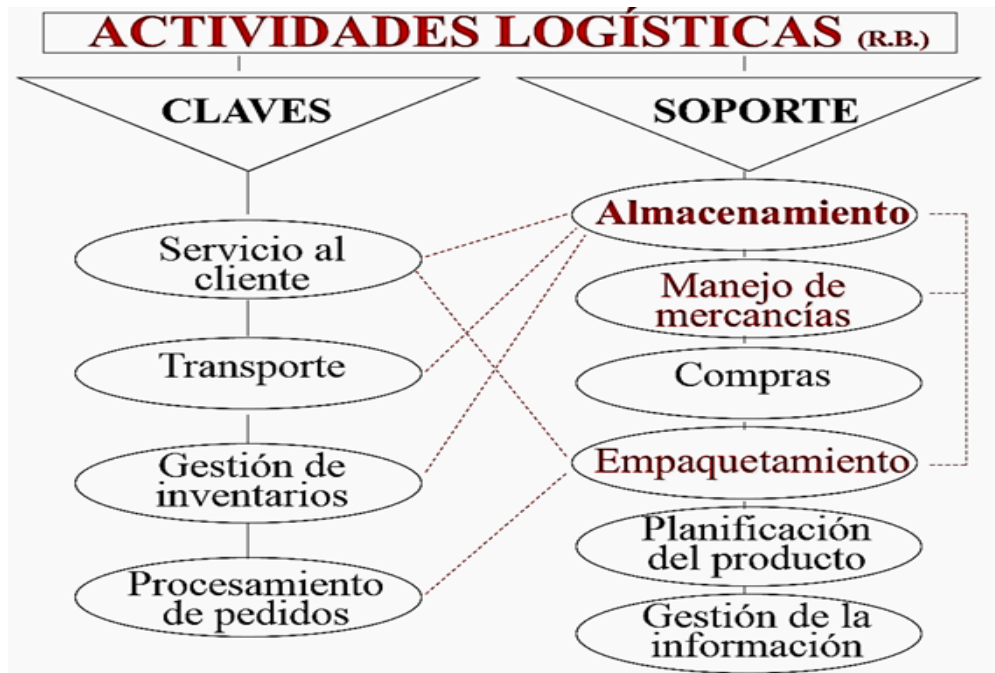 ACTIVIDADES LOGÍSTICAS (R.B.)
CLAVES
Servicio al
cliente
Transporte
Gestión de
inventarios
Procesamiento
de pedidos
SOPORTE
Almacenamiento
Manejo de
mercancías
Compras
Empaquetamiento
Planificación
del producto
Gestión de la
información